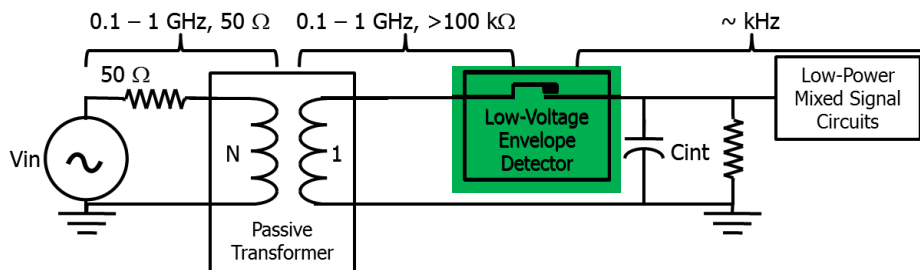 0.1 – 1 GHz, 50 Ω
0.1 – 1 GHz, >100 kΩ
~ kHz
50 Ω
Vin
N
1
Passive
Transformer
Low-Voltage
Envelope
Detector
Cint
Low-Power
Mixed Signal
Circuits